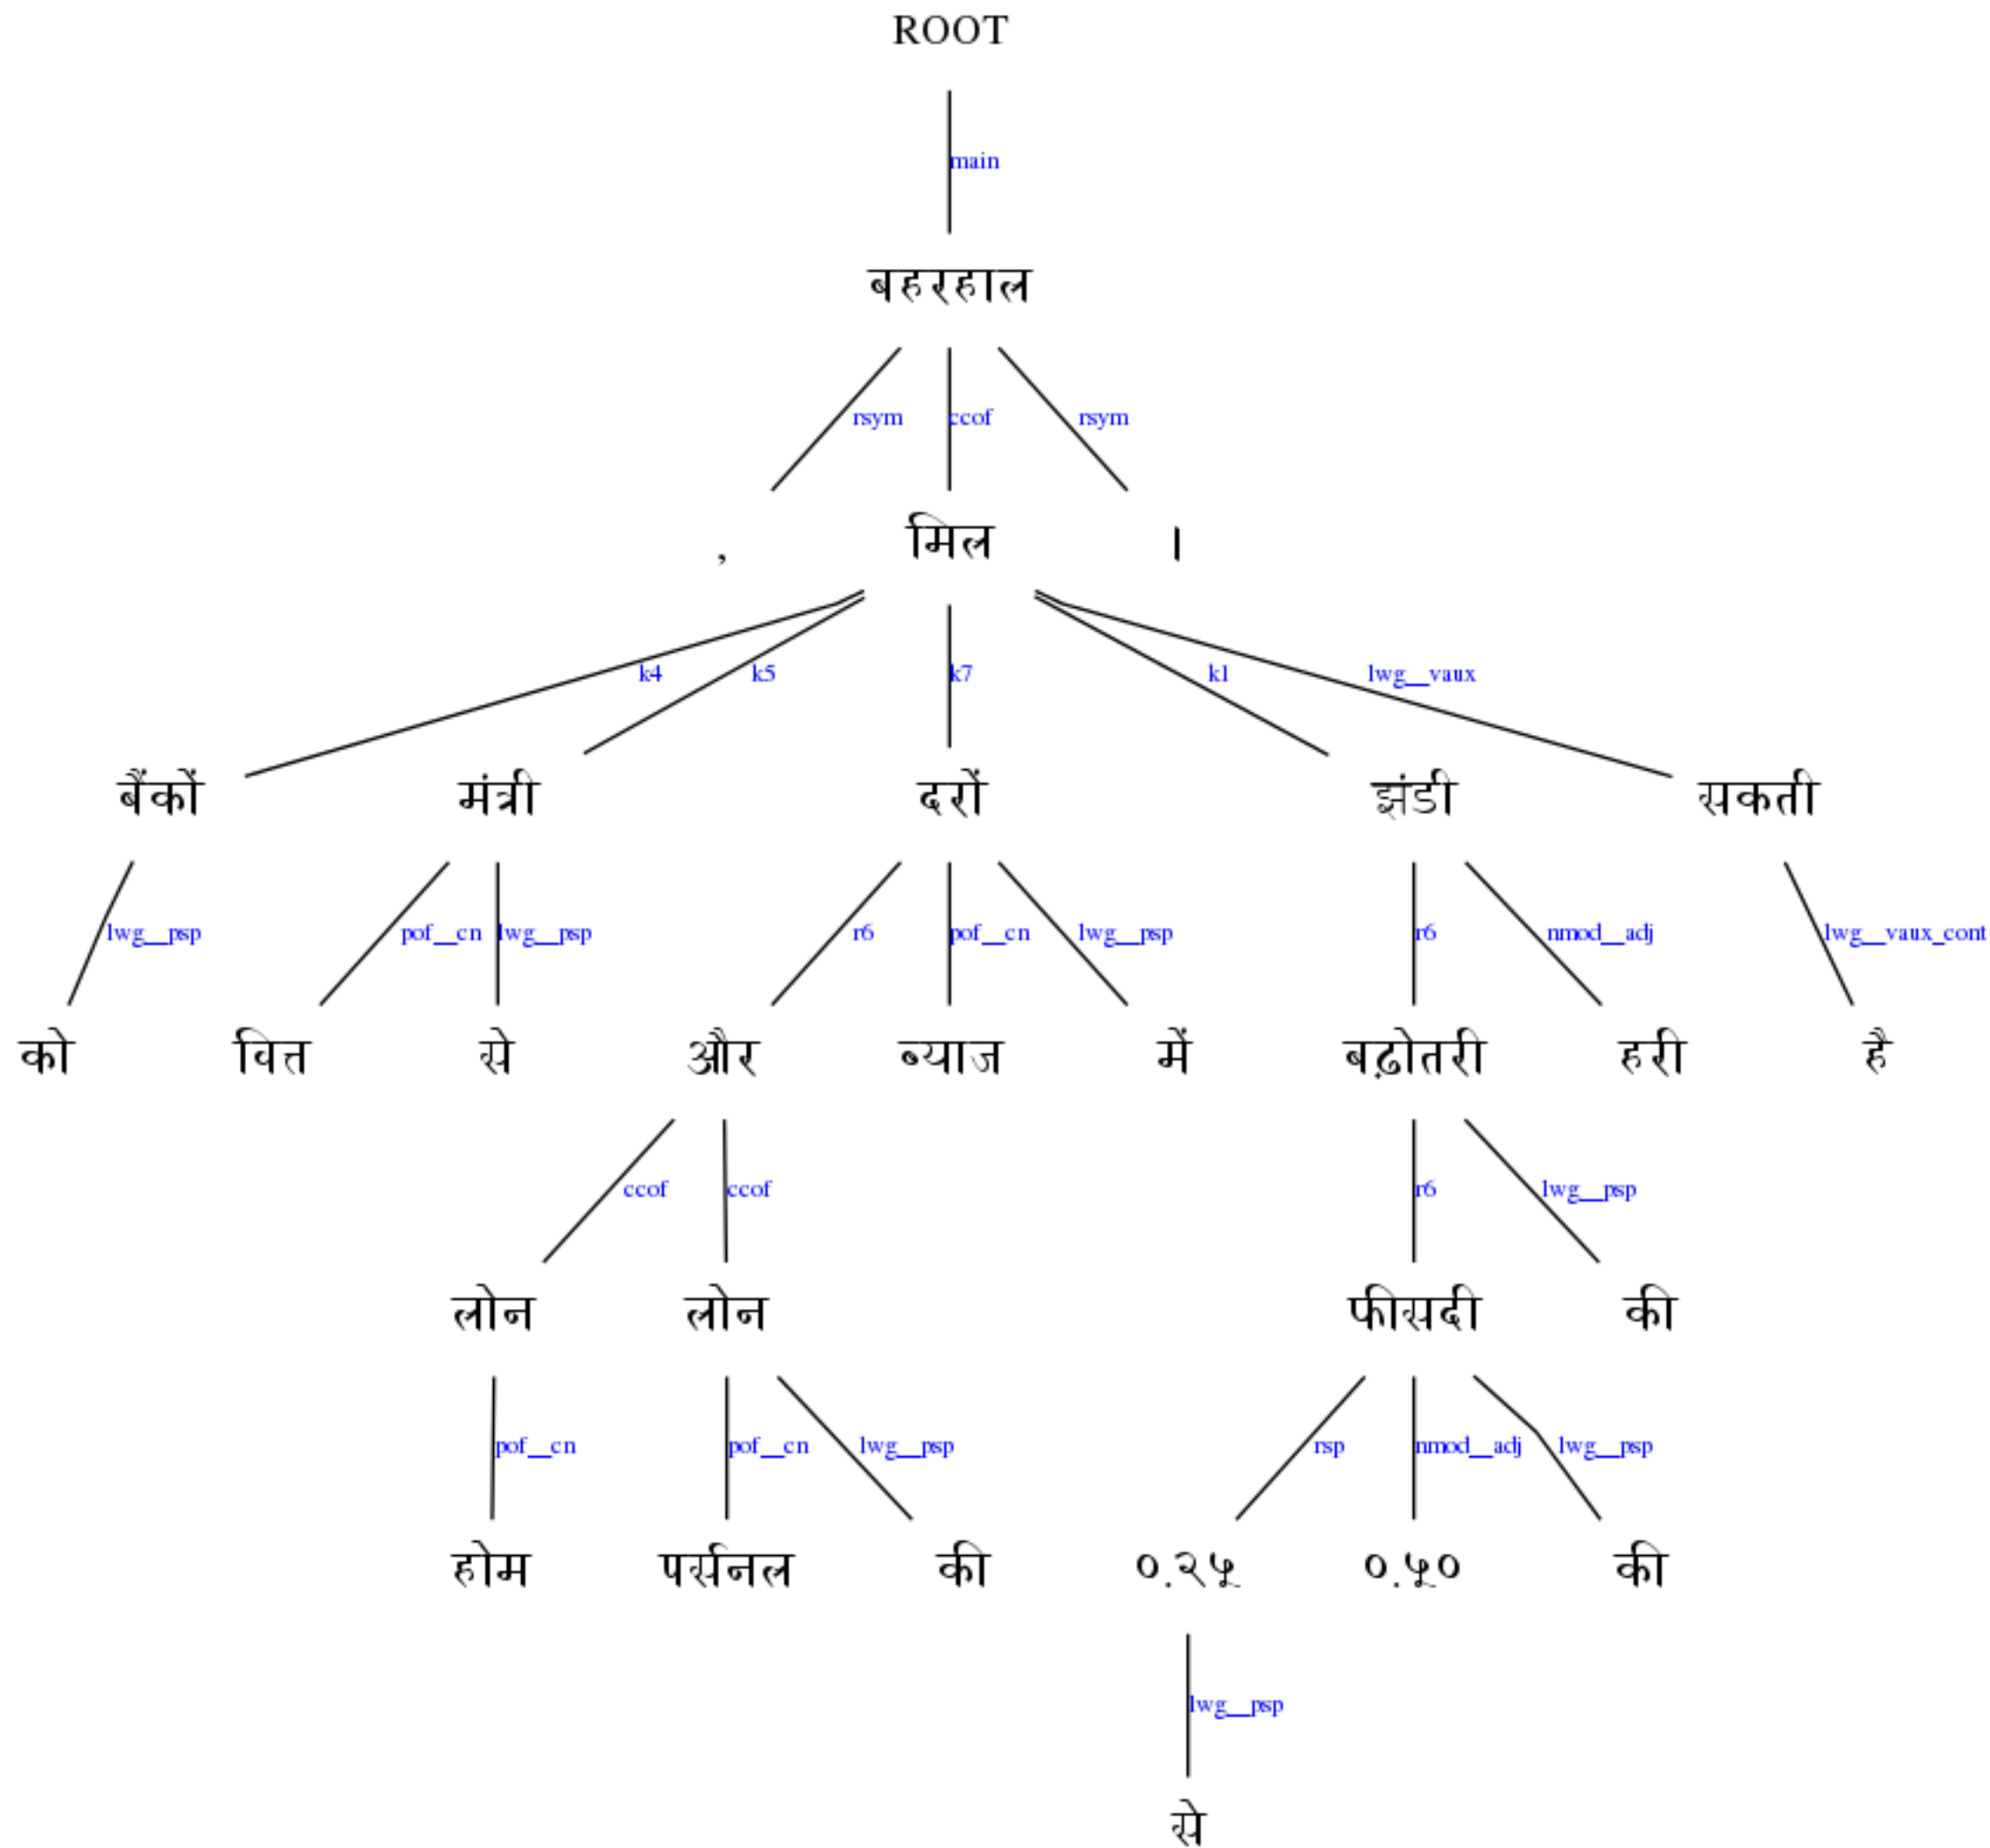 ROOT
main
बहरहाल
rsym ccof rsym
, मिल ।
k4 k5 k7 k1 lwg__vaux
बैंकों मंत्री दरों झंडी सकती
lwg__psp pof__cn lwg__psp r6 pof__cn lwg__psp r6 nmod__adj lwg__vaux_cont
को वित्त से और ब्याज में बढ़ोतरी हरी है
ccof ccof r6 lwg__psp
लोन लोन फीसदी की
pof__cn pof__cn lwg__psp rsp nmod__adj lwg__psp
होम पर्सनल की ०.२५ ०.५० की
lwg__psp
से